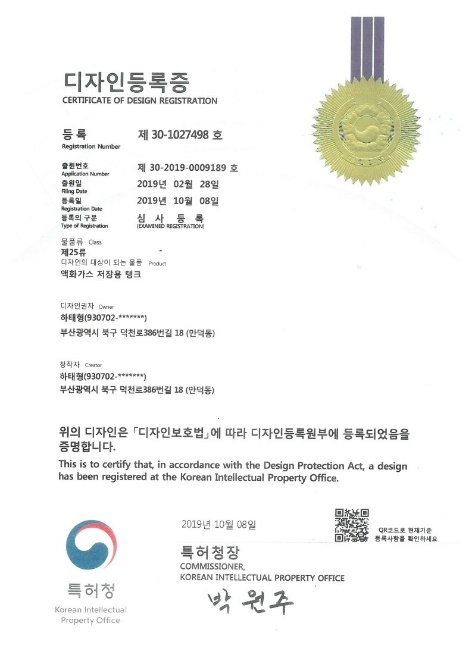 디자인등록증
CERTIFICATE OF DESIGN REGISTRATION
등록 제 30-1027498 호
Registration Number
출원번호 제 30-2019-0009189 호
Application Number
출원일 2019년 02월 28일
Filing Date
등록일 2019년 10월 08일
Registration Date
등록의 구분 심 사 등 록
Type of Registration (EXAMINED REGISTRATION)
물품류 Class
제25류
디자인의 대상이 되는 물품 Product
액화가스 저장용 탱크
디자인권자 Owner
하태형(930702-*******)
부산광역시 북구 덕천로386번길 18 (만덕동)
창작자 Creator
하태형(930702-*******)
부산광역시 북구 덕천로386번길 18 (만덕동)
위의 디자인은 「디자인보호법」에 따라 디자인등록원부에 등록되었음을
증명합니다.
This is to certify that, in accordance with the Design Protection Act, a design
has been registered at the Korean Intellectual Property Office.
2019년 10월 08일
QR코드로 현재기준
등록사항을 확인하세요
특허청장
COMMISSIONER,
KOREAN INTELLECTUAL PROPERTY OFFICE
박원주
특허청
Korean Intellectual
Property Office